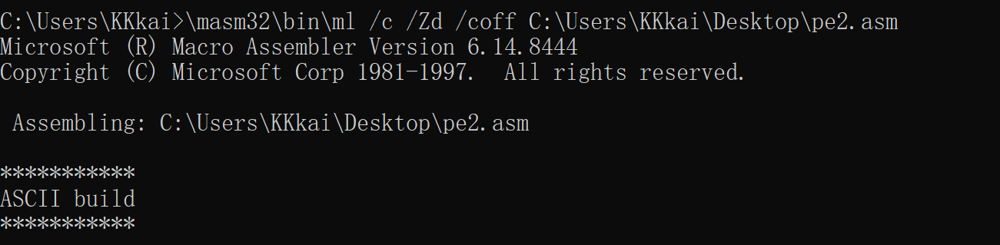 C:\Users\KKkai>\masm32\bin\ml /c /Zd /coff C:\Users\KKkai\Desktop\pe2.asm
Microsoft (R) Macro Assembler Version 6.14.8444
Copyright (C) Microsoft Corp 1981-1997.  All rights reserved.
 Assembling: C:\Users\KKkai\Desktop\pe2.asm
***********
ASCII build
***********